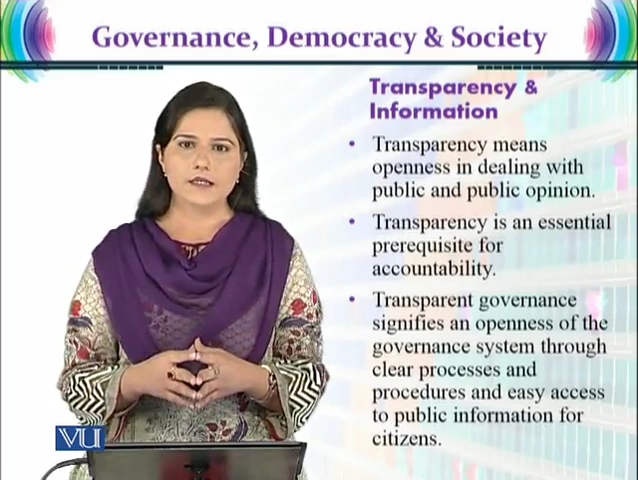 Governance, Democracy & Society
Transparency &
Information
• Transparency means
openness in dealing with
public and public opinion.
• Transparency is an essential
prerequisite for
accountability.
• Transparent governance
signifies an openness of the
governance system through
clear processes and
procedures and easy access
to public information for
citizens.
VU